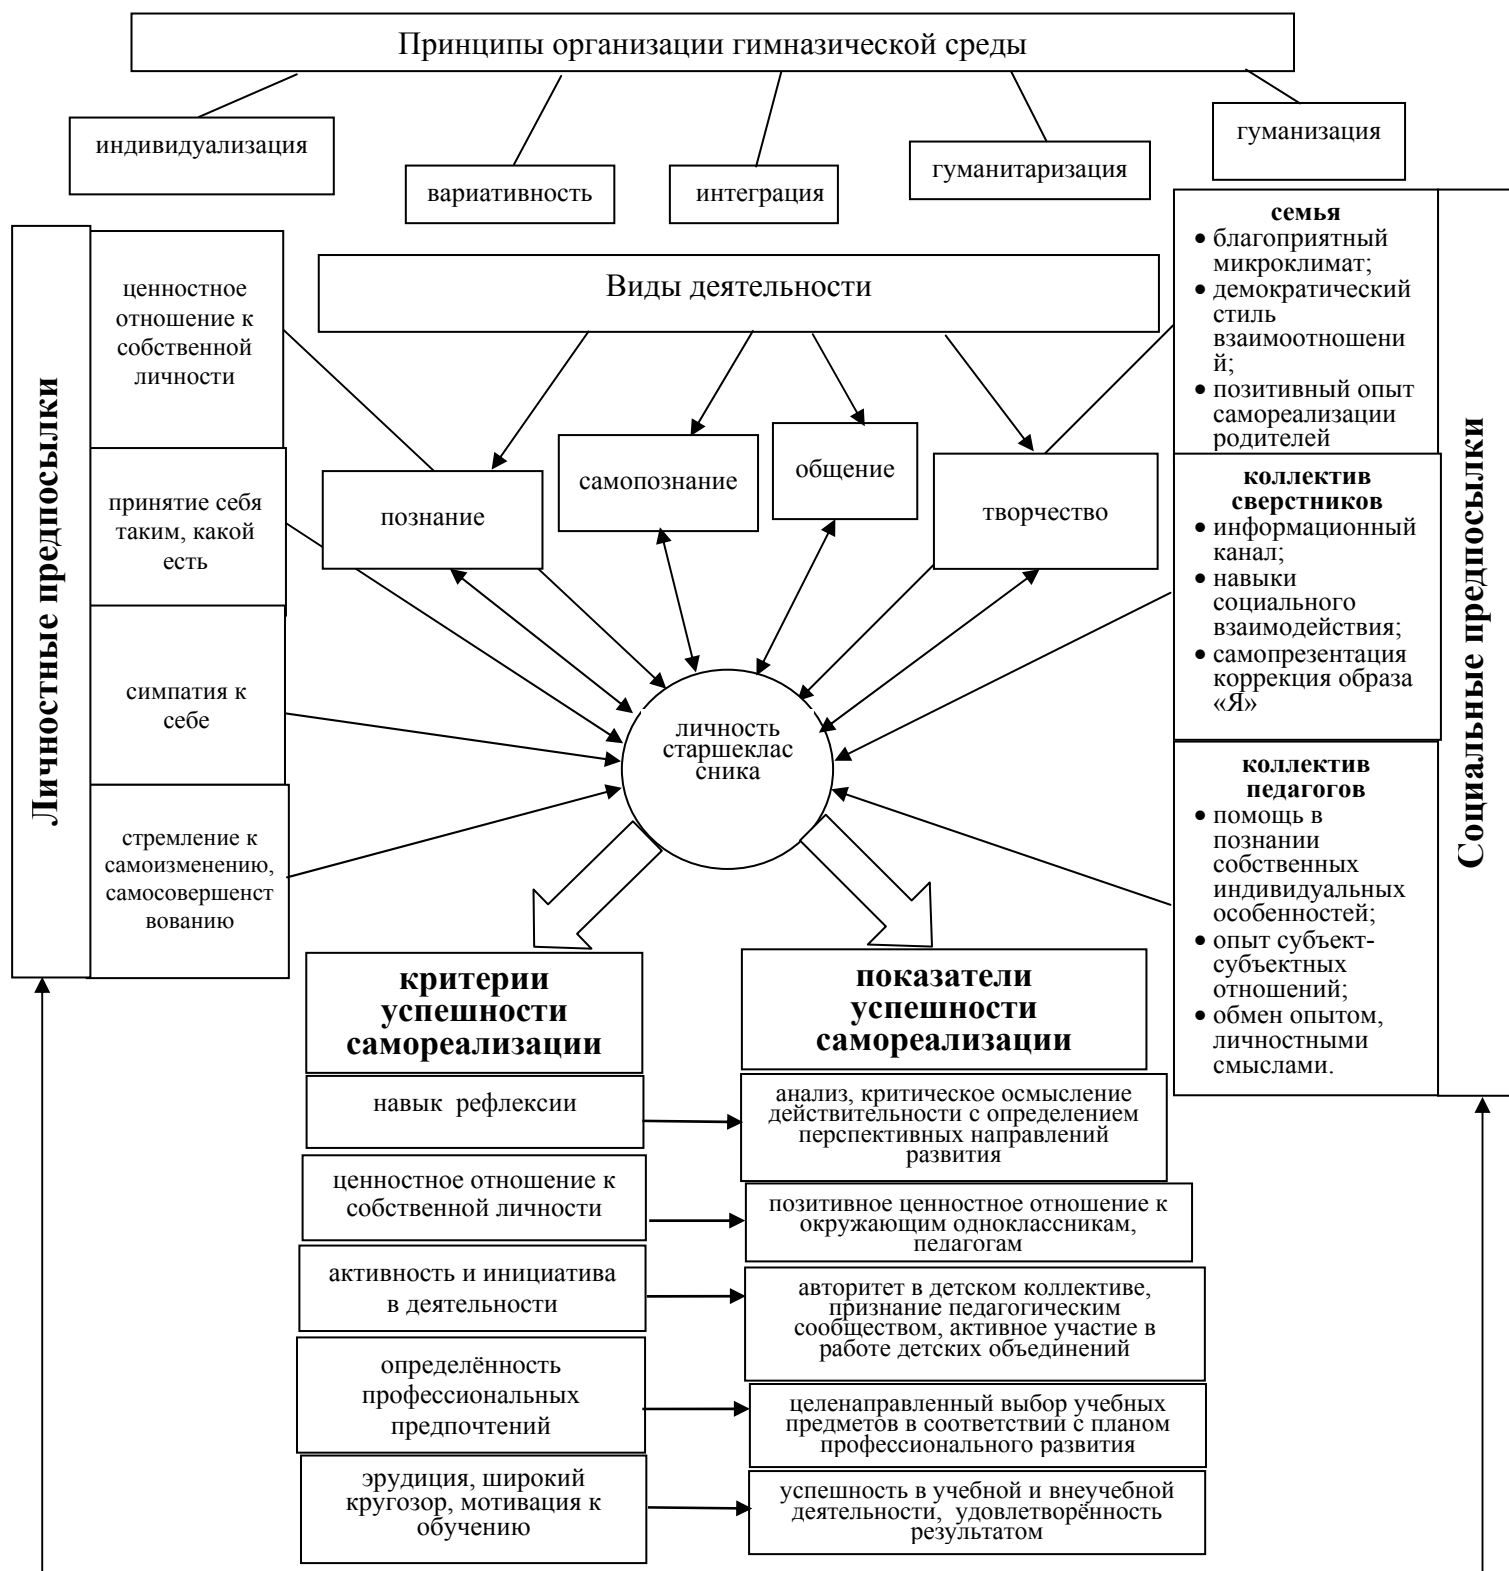 Принципы организации гимназической среды
индивидуализация
вариативность
интеграция
гуманитаризация
гуманизация
Личностные предпосылки
ценностное
отношение к
собственной
личности
принятие себя
таким, какой
есть
симпатия к
себе
стремление к
самоизменению,
самосовершенст
вованию
Виды деятельности
познание
самопознание
общение
творчество
личность
старшеклас
сника
семья
• благоприятный
микроклимат;
• демократический
стиль
взаимоотношени
й;
• позитивный опыт
самореализации
родителей
коллектив
сверстников
• информационный
канал;
• навыки
социального
взаимодействия;
• самопрезентация
коррекция образа
«Я»
коллектив
педагогов
• помощь в
познании
собственных
индивидуальных
особенностей;
• опыт субъект-
субъектных
отношений;
• обмен опытом,
личностными
смыслами.
Социальные предпосылки
критерии
успешности
самореализации
показатели
успешности
самореализации
навык рефлексии
анализ, критическое осмысление
действительности с определением
перспективных направлений
развития
ценностное отношение к
собственной личности
позитивное ценностное отношение к
окружающим одноклассникам,
педагогам
активность и инициатива
в деятельности
авторитет в детском коллективе,
признание педагогическим
сообществом, активное участие в
работе детских объединений
определённость
профессиональных
предпочтений
целенаправленный выбор учебных
предметов в соответствий с планом
профессионального развития
эрудиция, широкий
кругозор, мотивация к
обучению
успешность в учебной и внеучебной
деятельности, удовлетворённость
результатом